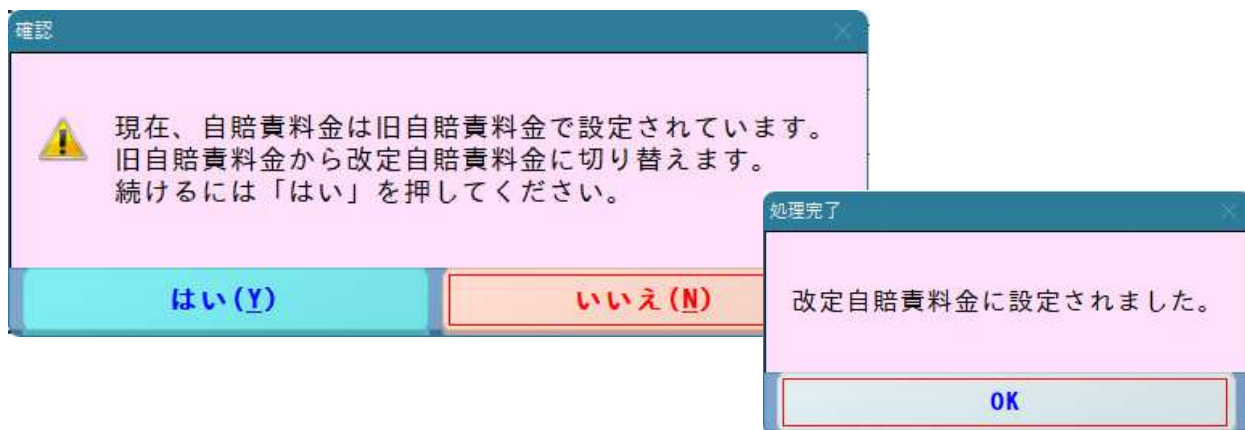 確認
現在、自賠責料金は旧自賠責料金で設定されています。
旧自賠責料金から改定自賠責料金に切り替えます。
続けるには「はい」を押してください。
はい(Y)
いいえ(N)
処理完了
改定自賠責料金に設定されました。
OK